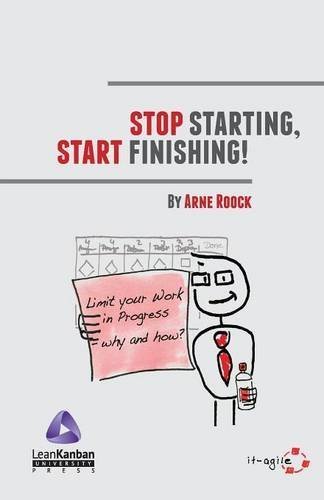 STOP STARTING,
START FINISHING!
BY ARNE ROOCK
Done
Limit your Work
in Progress
- why and how?
LeanKanban
UNIVERSITY
PRESS
it-agile